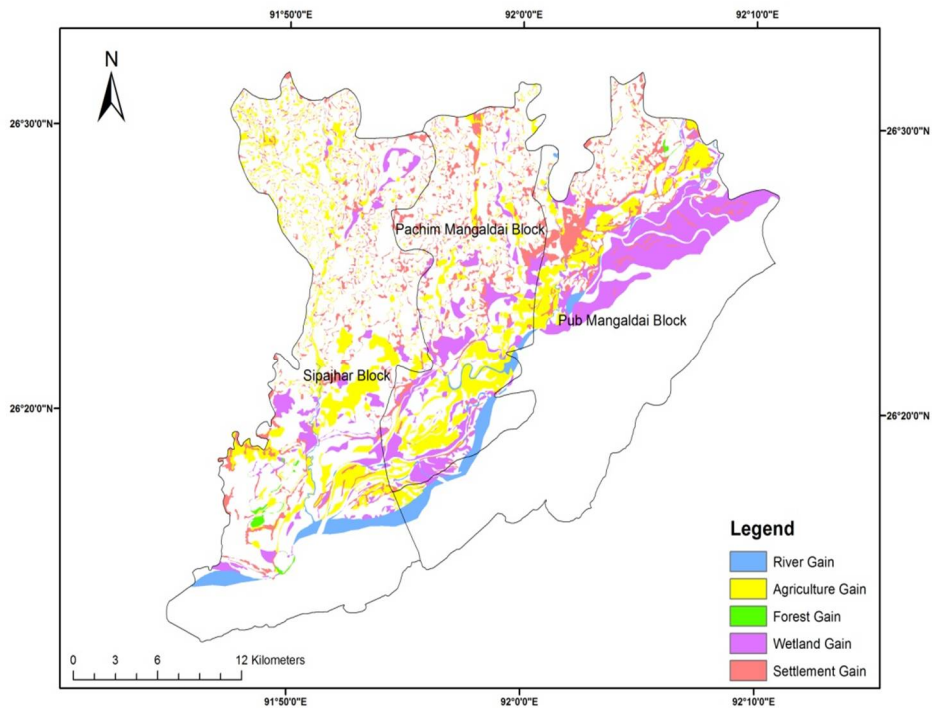 91°50'0"E 92°0'0"E 92°10'0"E
N
26°30'0"N 26°30'0"N
Pachim Mangaldai Block
Pub Mangaldai Block
Sipajhar Block
26°20'0"N 26°20'0"N
Legend
River Gain
Agriculture Gain
Forest Gain
Wetland Gain
Settlement Gain
0 3 6 12 Kilometers
91°50'0"E 92°0'0"E 92°10'0"E